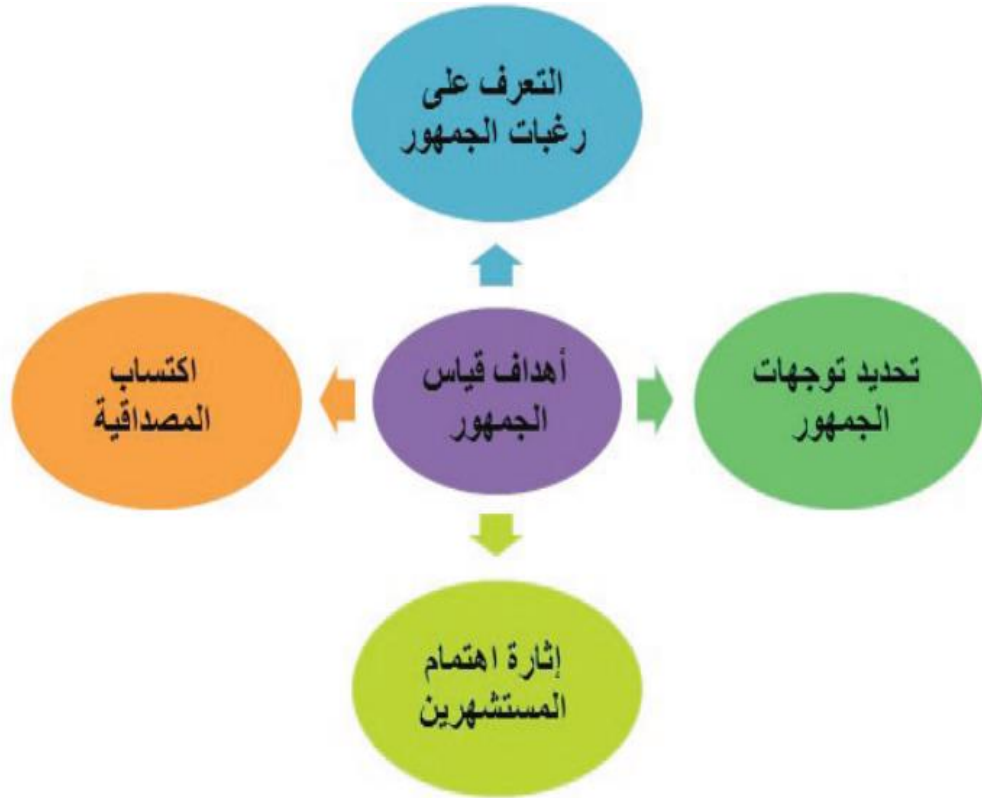 التعرف على
رغبات الجمهور
تحديد توجهات
الجمهور
أهداف قياس
الجمهور
اكتساب
المصداقية
إثارة اهتمام
المستشهرين